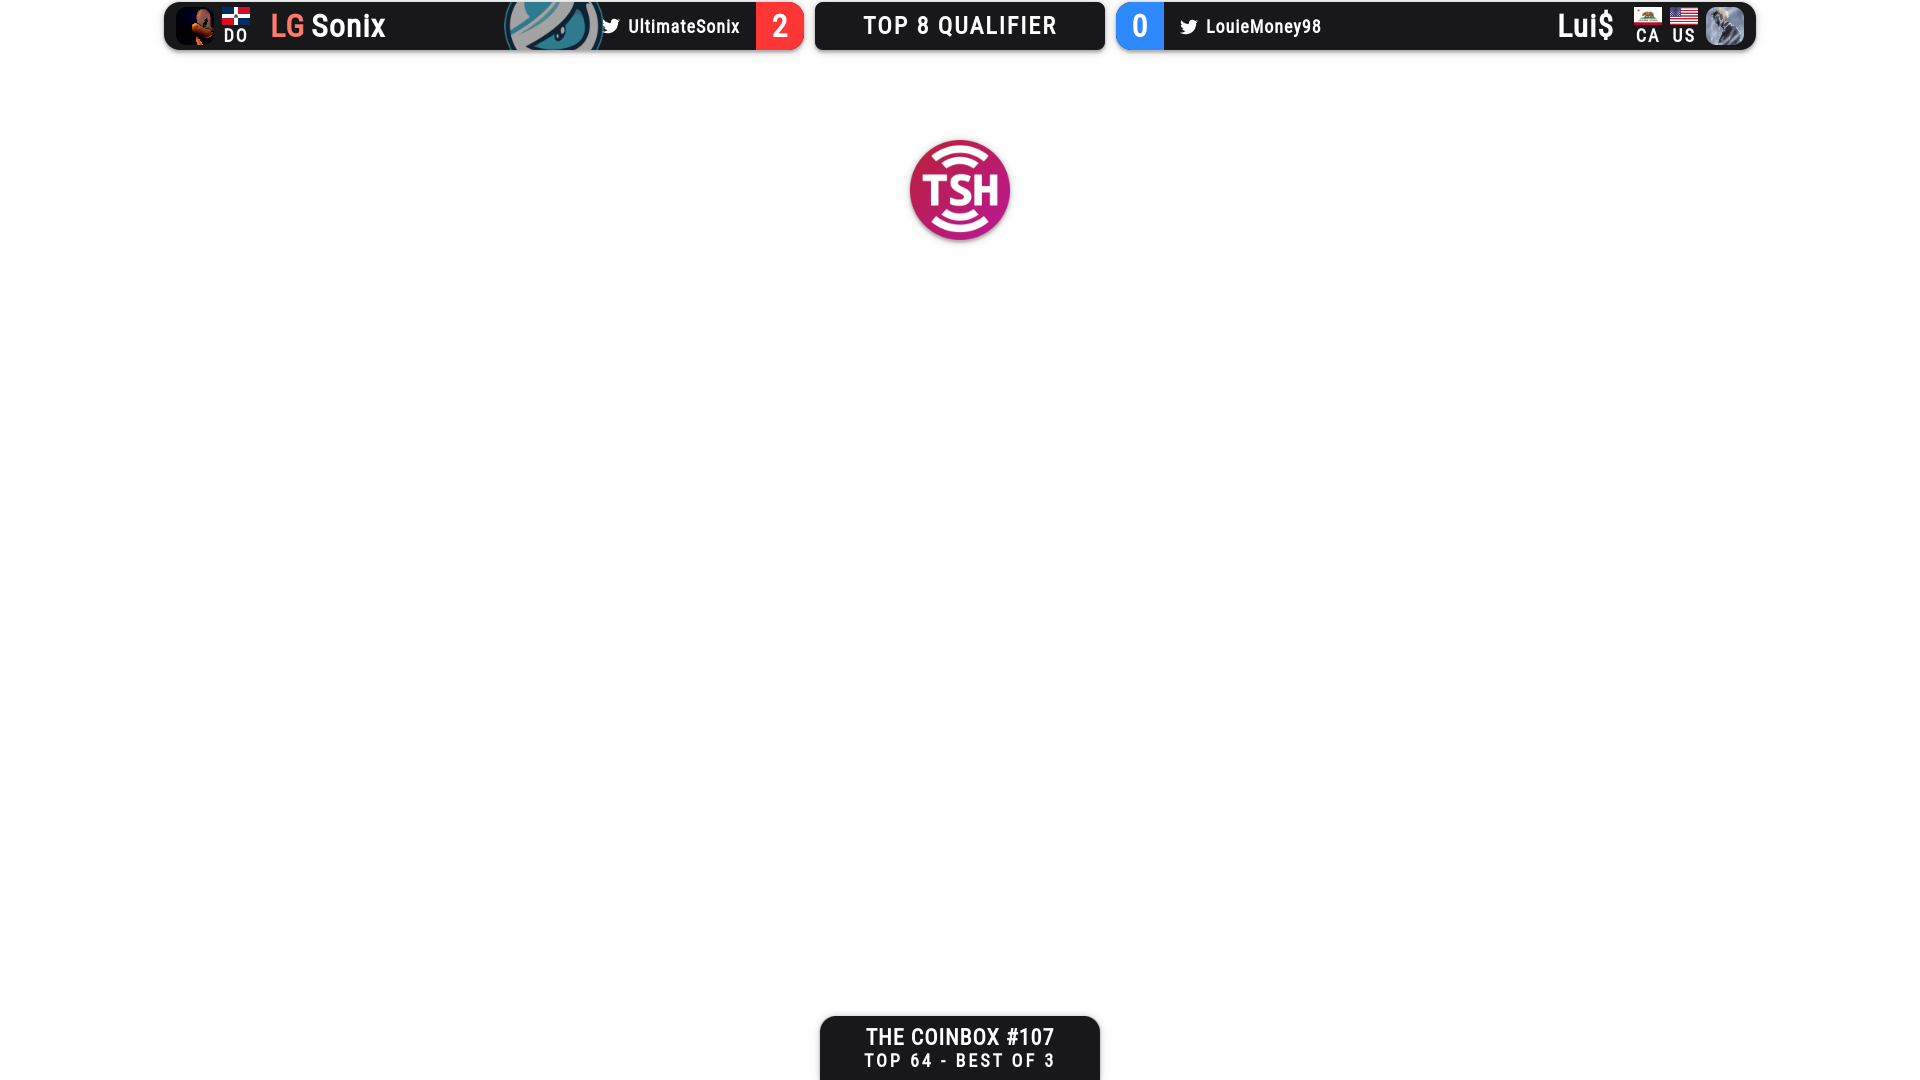 DO
LG Sonix
UltimateSonix
2
TOP 8 QUALIFIER
0
LouieMoney98
Lui$
CA
US
TSH
THE COINBOX #107
TOP 64 - BEST OF 3